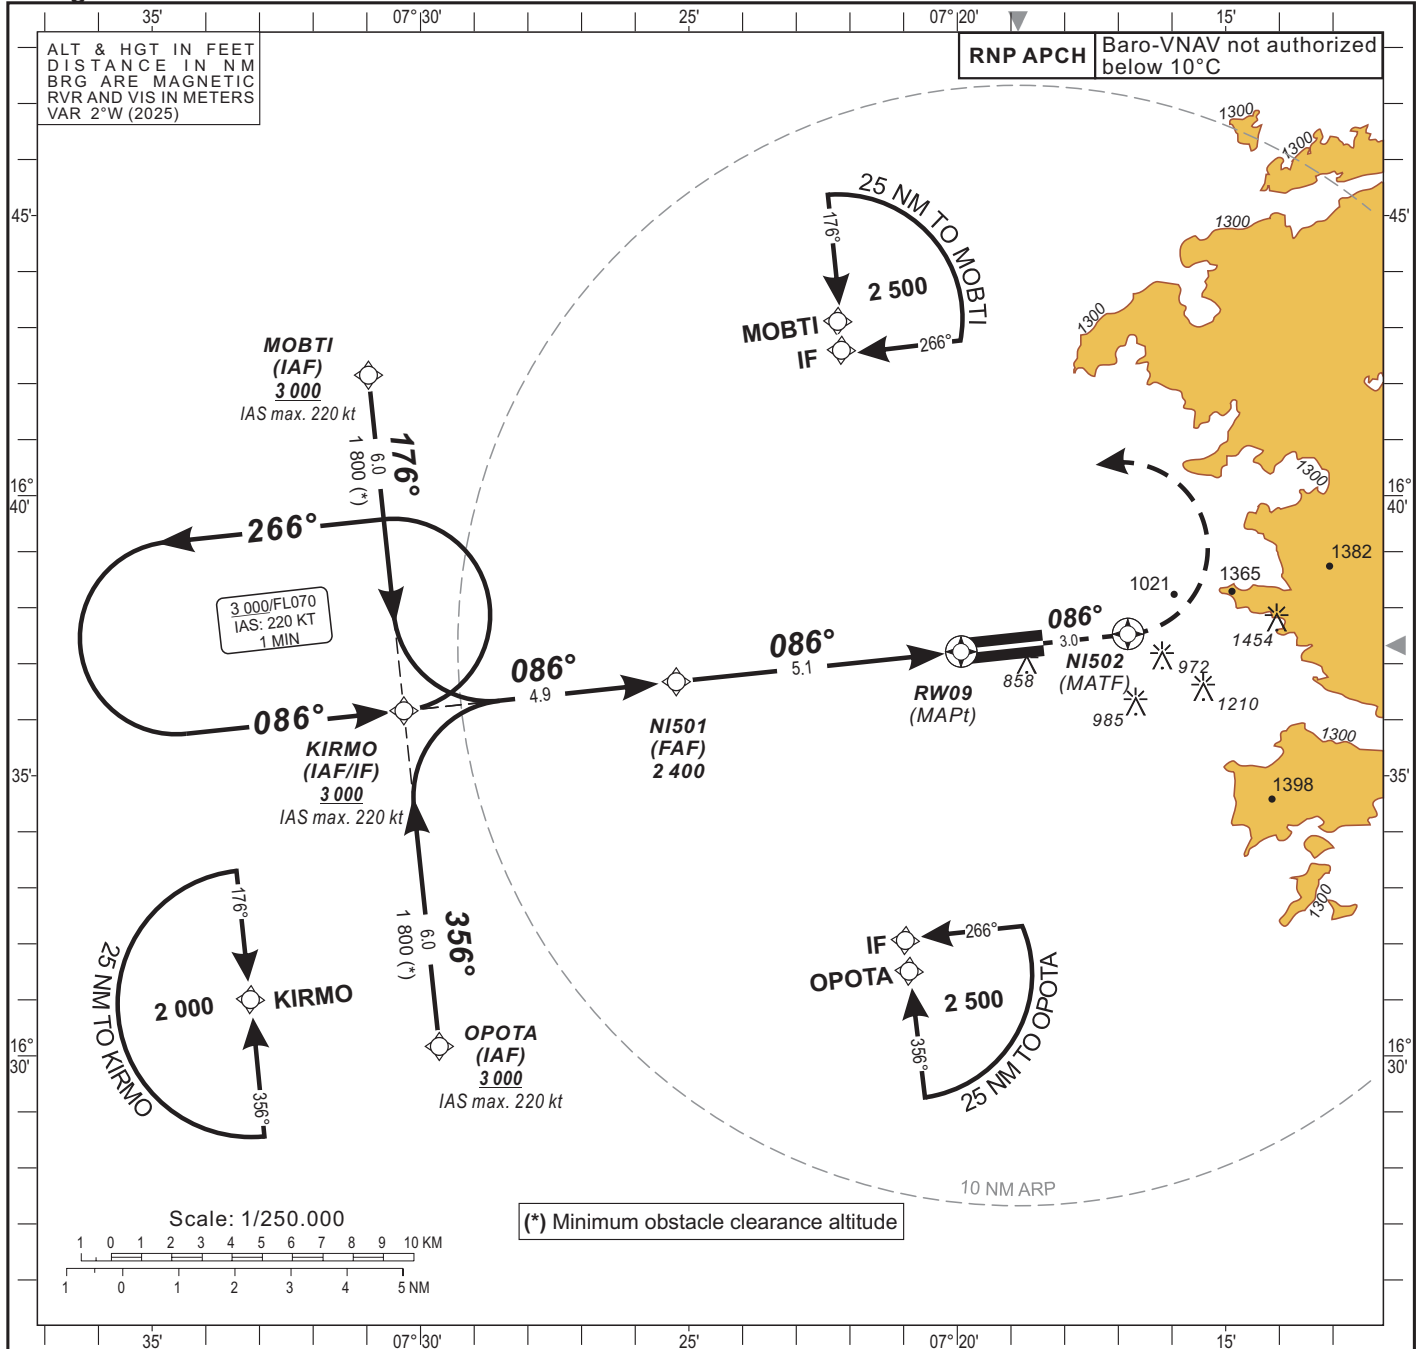 35'
07° 30'
25'
07° 20'
15'
ALT & HGT IN FEET
DISTANCE IN NM
BRG ARE MAGNETIC
RVR AND VIS IN METERS
VAR 2°W (2025)
RNP APCH
Baro-VNAV not authorized
below 10°C
1300
1300
45'
45'
1300
25 NM TO MOBTI
176°
2 500
MOBTI
IF
266°
1300
MOBTI
(IAF)
3 000
IAS max. 220 kt
176°
6.0
1 800 (*)
1300
16°
40'
16°
40'
266°
3 000/FL070
IAS: 220 KT
1 MIN
1382
1021
1365
1454
086°
3.0
086°
5.1
086°
4.9
086°
NI502
(MATF)
972
858
985
1210
RW09
(MAPt)
NI501
(FAF)
2 400
KIRMO
(IAF/IF)
3 000
IAS max. 220 kt
1300
35'
35'
1398
1300
356°
6.0
1 800 (*)
176°
2 000
KIRMO
356°
25 NM TO KIRMO
IF
266°
OPOTA
2 500
356°
25 NM TO OPOTA
OPOTA
(IAF)
3 000
IAS max. 220 kt
16°
30'
16°
30'
10 NM ARP
(*) Minimum obstacle clearance altitude
Scale: 1/250.000
1 0 1 2 3 4 5 6 7 8 9 10 KM
1 0 1 2 3 4 5 NM
35'
07° 30'
25'
07° 20'
15'